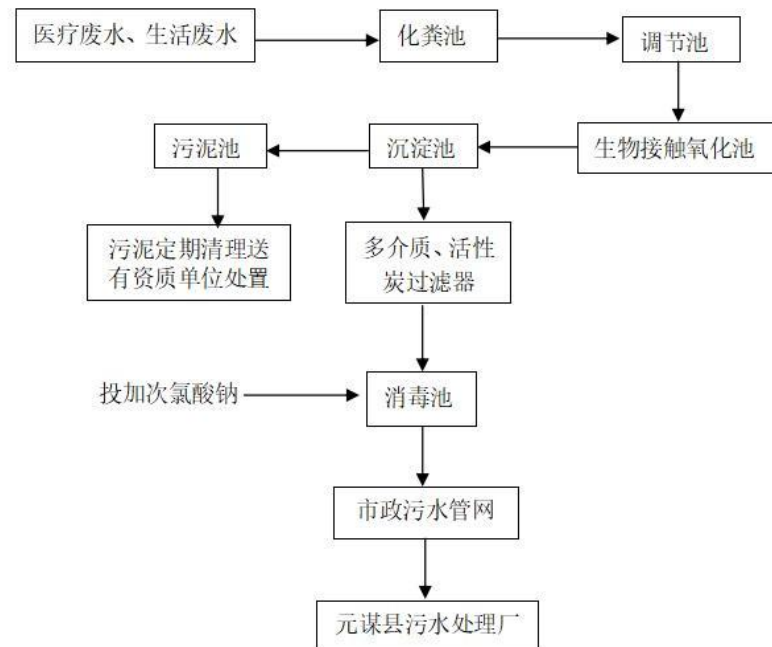 医疗废水、生活废水
化粪池
调节池
生物接触氧化池
沉淀池
污泥池
污泥定期清理送
有资质单位处置
多介质、活性
炭过滤器
投加次氯酸钠
消毒池
市政污水管网
元谋县污水处理厂